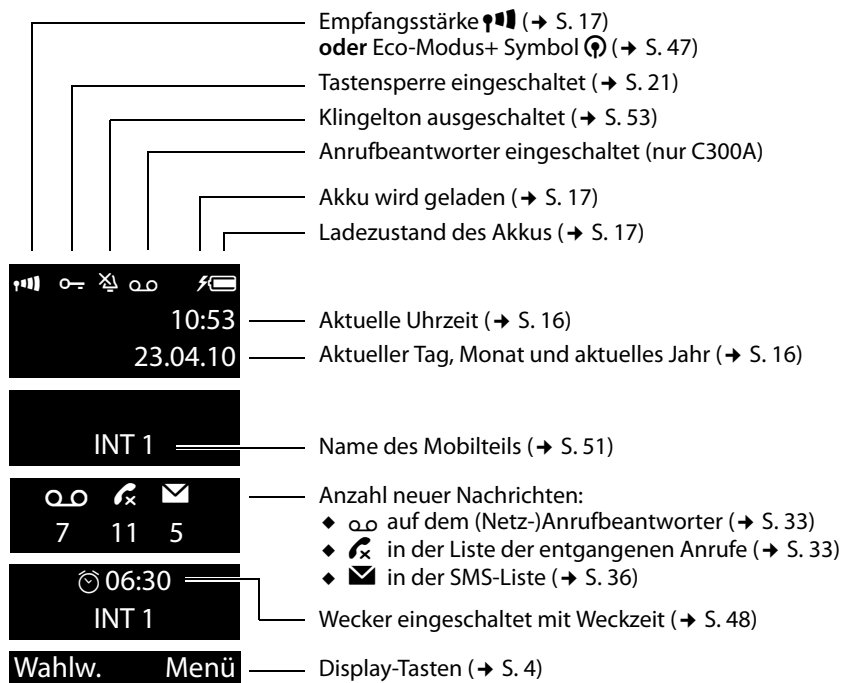 Empfangsstärke (➔ S. 17)
oder Eco-Modus+ Symbol (➔ S. 47)
Tastensperre eingeschaltet (➔ S. 21)
Klingelton ausgeschaltet (➔ S. 53)
Anrufbeantworter eingeschaltet (nur C300A)
Akku wird geladen (➔ S. 17)
Ladezustand des Akkus (➔ S. 17)
10:53
Aktuelle Uhrzeit (➔ S. 16)
23.04.10
Aktueller Tag, Monat und aktuelles Jahr (➔ S. 16)
INT 1
Name des Mobilteils (➔ S. 51)
7 11 5
Anzahl neuer Nachrichten:
◆ auf dem (Netz-)Anrufbeantworter (➔ S. 33)
◆ in der Liste der entgangenen Anrufe (➔ S. 33)
◆ in der SMS-Liste (➔ S. 36)
06:30
INT 1
Wecker eingeschaltet mit Weckzeit (➔ S. 48)
Wahlw. Menü
Display-Tasten (➔ S. 4)